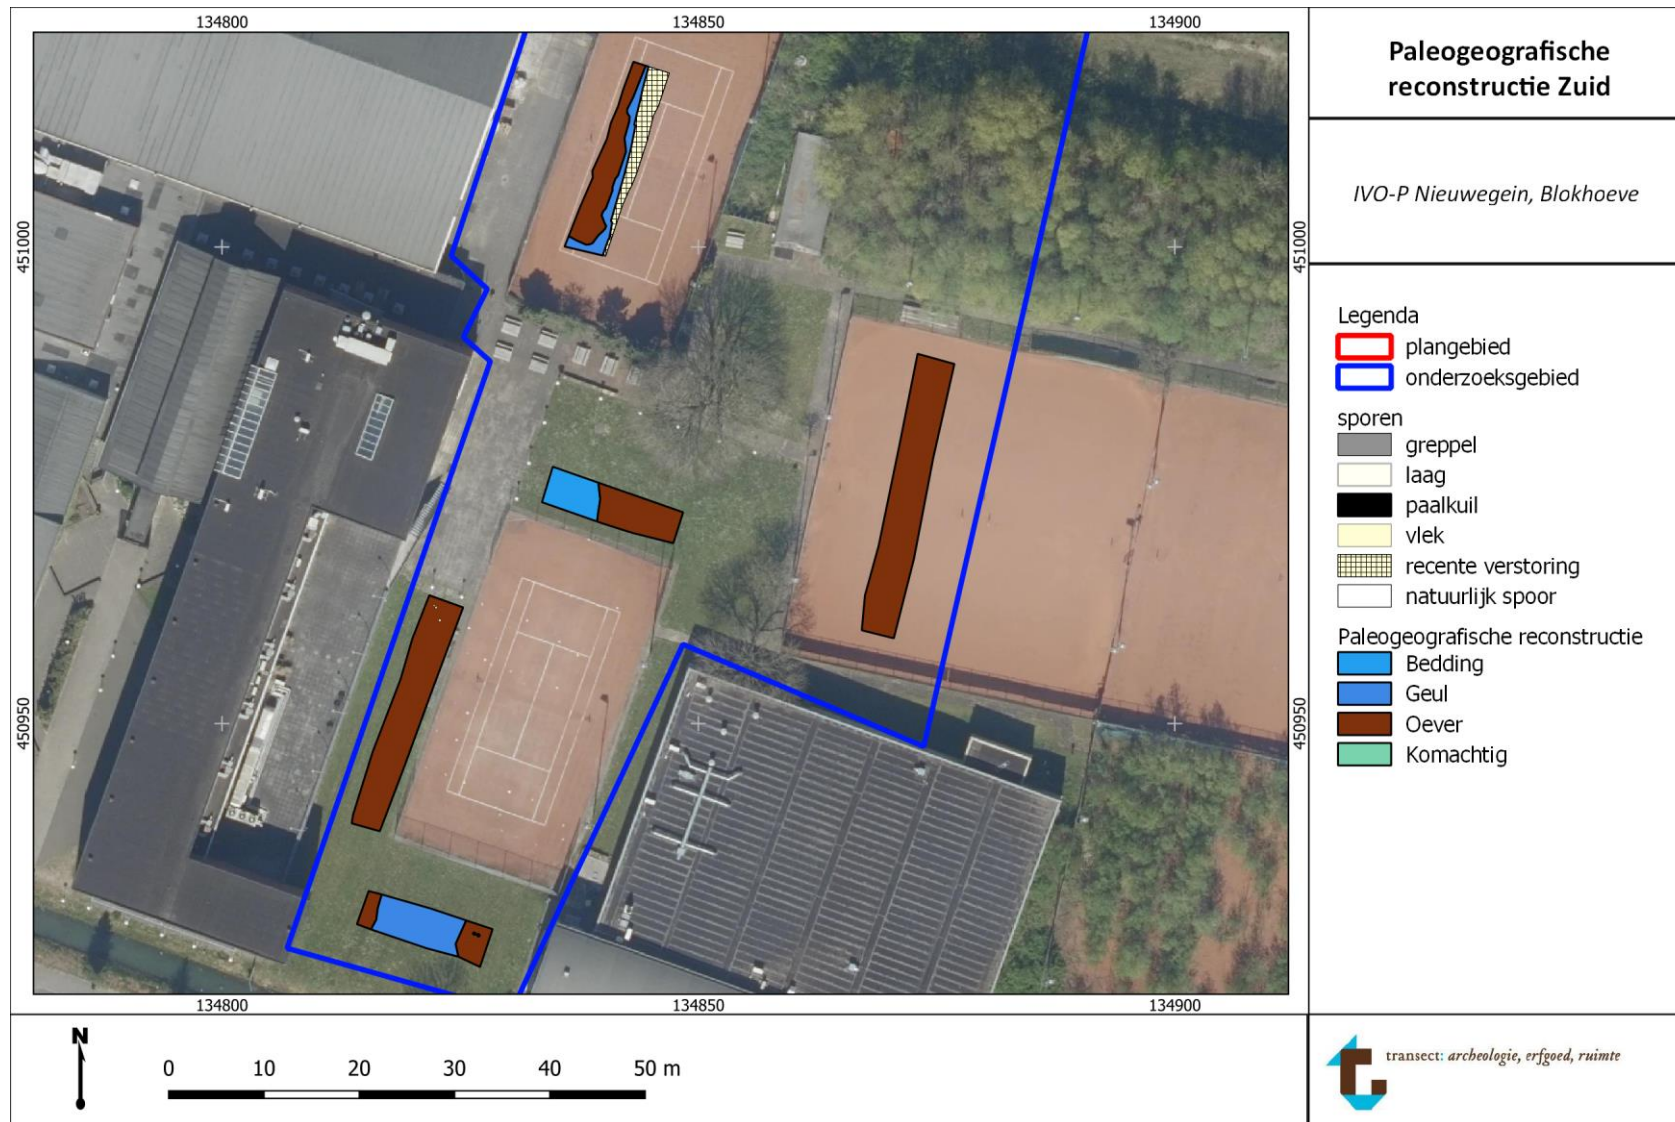 134800 134850 134900
451000 451000
450950 450950
134800 134850 134900
N
0 10 20 30 40 50 m
Paleogeografische
reconstructie Zuid
IVO-P Nieuwegein, Blokhoeve
Legenda
plangebied
onderzoeksgebied
sporen
greppel
laag
paalkuil
vlek
recente verstoring
natuurlijk spoor
Paleogeografische reconstructie
Bedding
Geul
Oever
Komachtig
transect: archeologie, erfgoed, ruimte